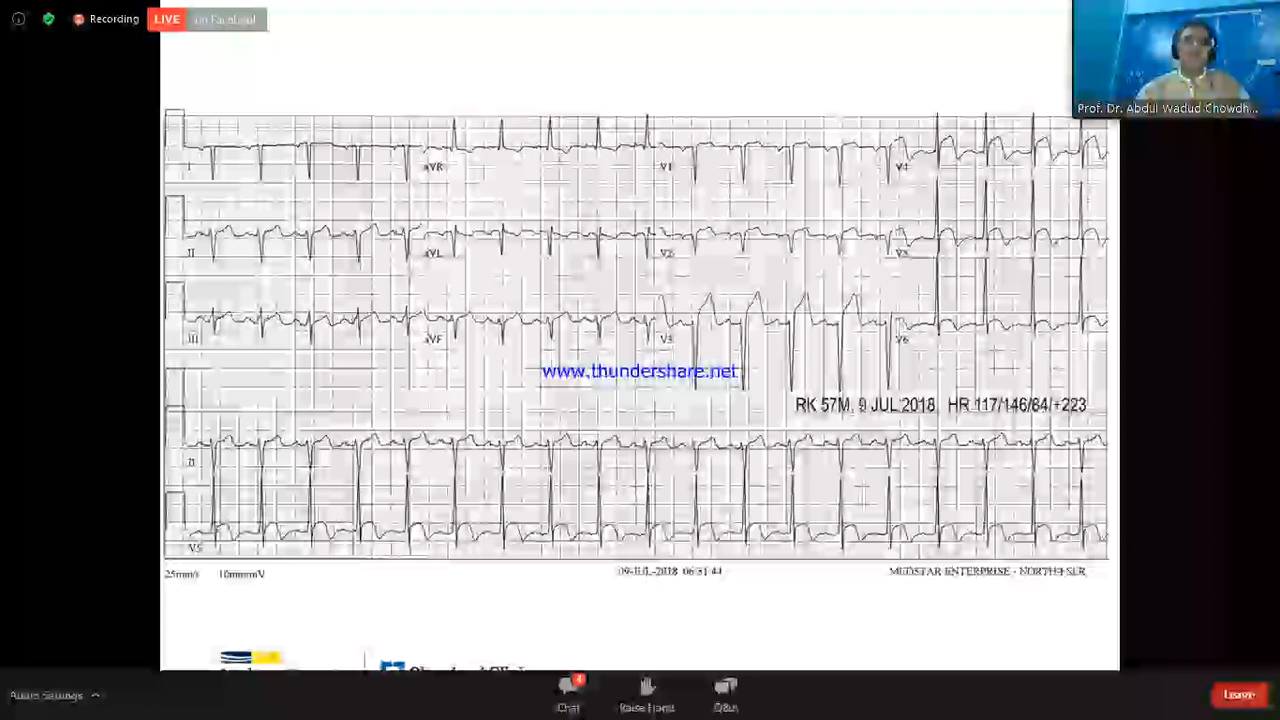 Recording
LIVE on Facebook
Prof. Dr. Abdul Wadud Chowdh...
I
aVR
V1
V4
II
aVL
V2
V5
III
aVF
V3
V6
www.thundershare.net
RK 57M, 9 JUL 2018 HR 117/146/84/+223
II
V5
25mm/s 10mm/mV
09-JUL-2018 06:31:44
MEDSTAR ENTERPRISE - NORTH
Audio Settings
4
Chat
Raise Hand
Q&A
Leave